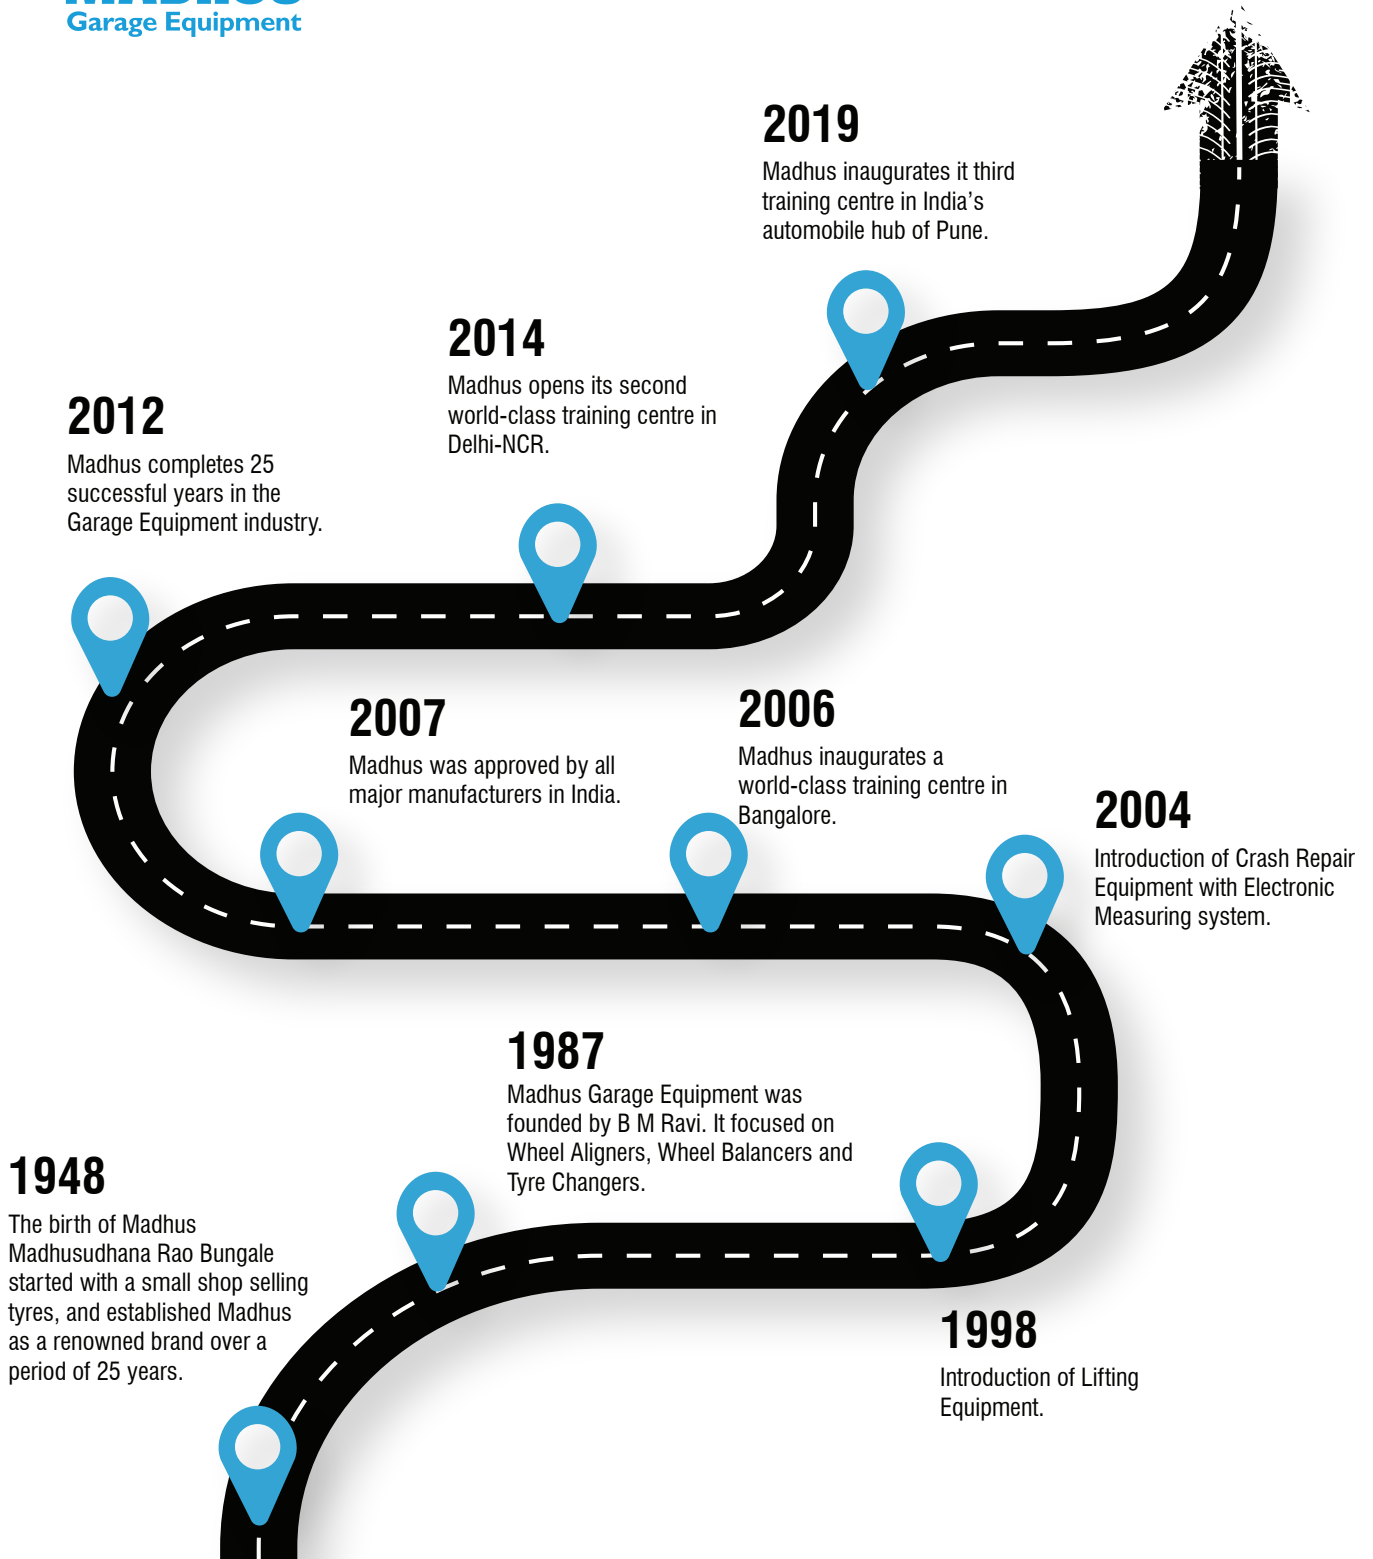 MADHUS
Garage Equipment
2019
Madhus inaugurates it third
training centre in India’s
automobile hub of Pune.
2014
Madhus opens its second
world-class training centre in
Delhi-NCR.
2012
Madhus completes 25
successful years in the
Garage Equipment industry.
2007
Madhus was approved by all
major manufacturers in India.
2006
Madhus inaugurates a
world-class training centre in
Bangalore.
2004
Introduction of Crash Repair
Equipment with Electronic
Measuring system.
1987
Madhus Garage Equipment was
founded by B M Ravi. It focused on
Wheel Aligners, Wheel Balancers and
Tyre Changers.
1948
The birth of Madhus
Madhusudhana Rao Bungale
started with a small shop selling
tyres, and established Madhus
as a renowned brand over a
period of 25 years.
1998
Introduction of Lifting
Equipment.